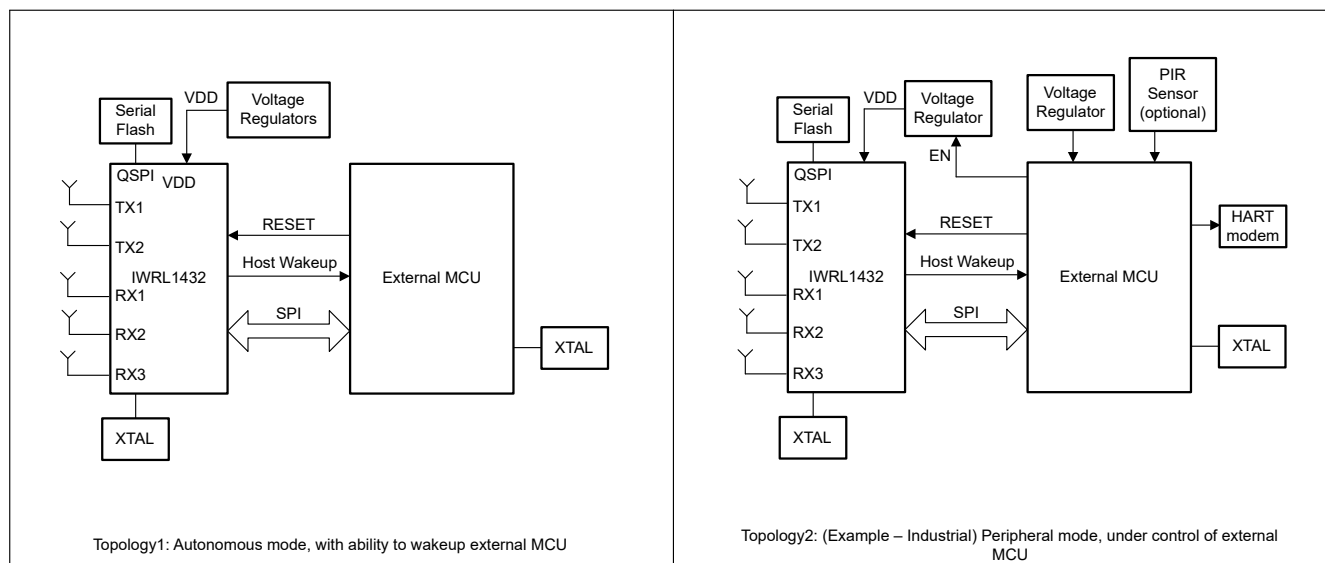 VDD
Voltage
Regulators
Serial
Flash
QSPI
VDD
TX1
TX2
IWRL1432
RX1
RX2
RX3
RESET
Host Wakeup
SPI
External MCU
XTAL
XTAL
Topology1: Autonomous mode, with ability to wakeup external MCU
VDD
Voltage
Regulator
Voltage
Regulator
PIR
Sensor
(optional)
Serial
Flash
EN
QSPI
TX1
TX2
IWRL1432
RX1
RX2
RX3
RESET
Host Wakeup
SPI
External MCU
HART
modem
XTAL
XTAL
Topology2: (Example – Industrial) Peripheral mode, under control of external
MCU